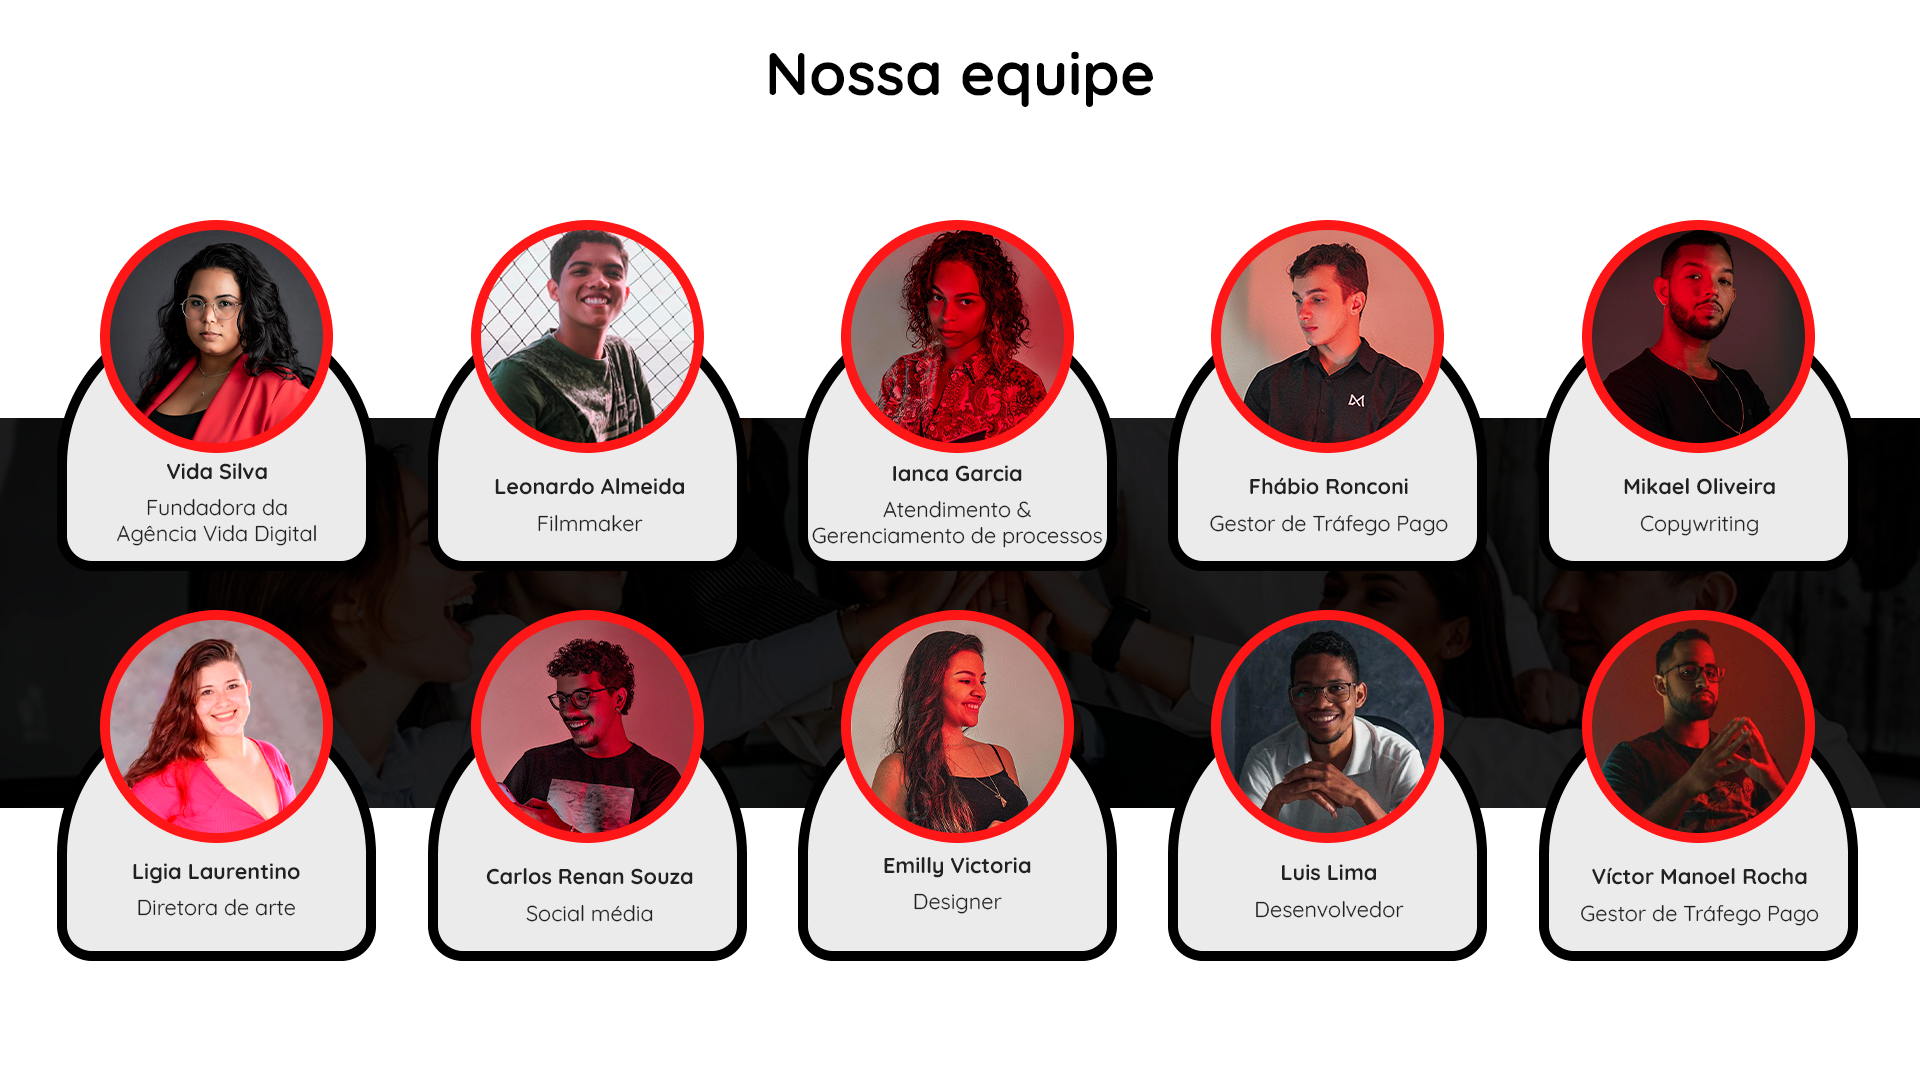 Nossa equipe
Vida Silva
Fundadora da
Agência Vida Digital
Leonardo Almeida
Filmmaker
Ianca Garcia
Atendimento &
Gerenciamento de processos
Fhábio Ronconi
Gestor de Tráfego Pago
Mikael Oliveira
Copywriting
Ligia Laurentino
Diretora de arte
Carlos Renan Souza
Social média
Emilly Victoria
Designer
Luis Lima
Desenvolvedor
Víctor Manoel Rocha
Gestor de Tráfego Pago